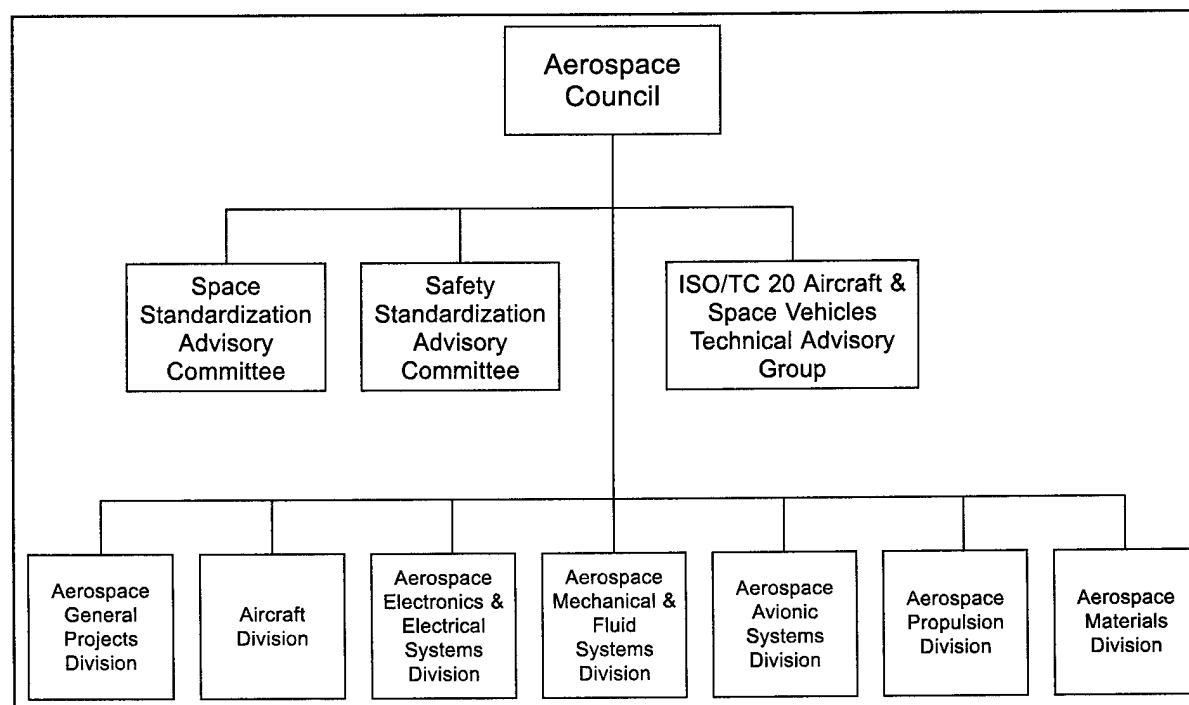 Aerospace
Council
Space
Standardization
Advisory
Committee
Safety
Standardization
Advisory
Committee
ISO/TC 20 Aircraft &
Space Vehicles
Technical Advisory
Group
Aerospace
General
Projects
Division
Aircraft
Division
Aerospace
Electronics &
Electrical
Systems
Division
Aerospace
Mechanical &
Fluid
Systems
Division
Aerospace
Avionic
Systems
Division
Aerospace
Propulsion
Division
Aerospace
Materials
Division